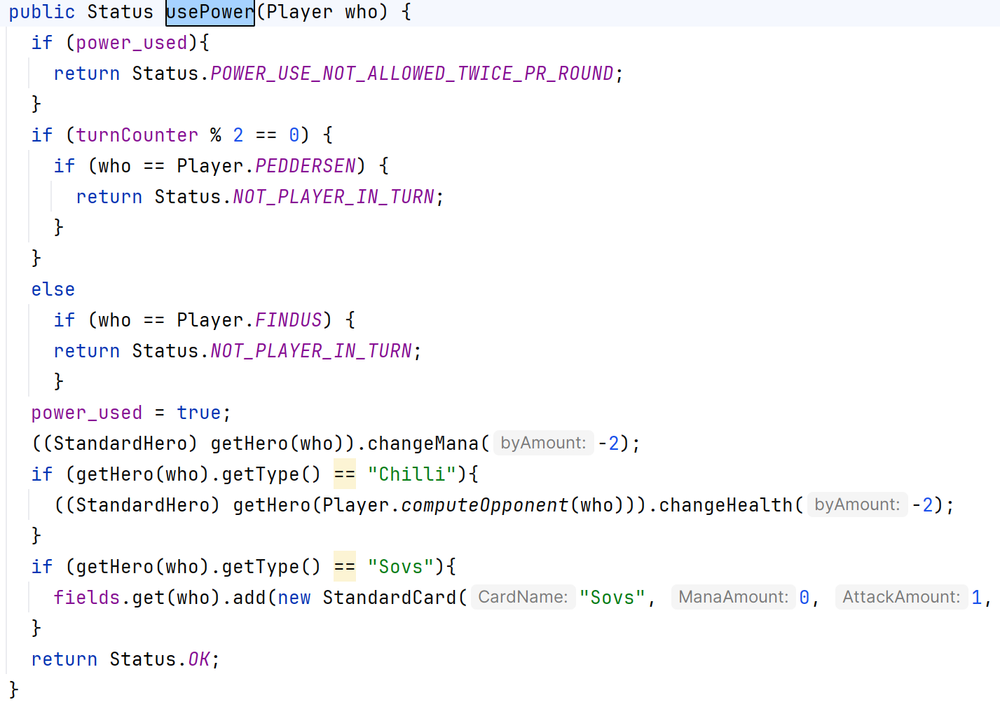 public Status usePower(Player who) {
  if (power_used){
    return Status.POWER_USE_NOT_ALLOWED_TWICE_PR_ROUND;
  }
  if (turnCounter % 2 == 0) {
    if (who == Player.PEDDERSEN) {
      return Status.NOT_PLAYER_IN_TURN;
    }
  }
  else
    if (who == Player.FINDUS) {
    return Status.NOT_PLAYER_IN_TURN;
    }
  power_used = true;
  ((StandardHero) getHero(who)).changeMana( byAmount: -2);
  if (getHero(who).getType() == "Chilli"){
    ((StandardHero) getHero(Player.computeOpponent(who))).changeHealth( byAmount: -2);
  }
  if (getHero(who).getType() == "Sovs"){
    fields.get(who).add(new StandardCard( CardName: "Sovs", ManaAmount: 0, AttackAmount: 1,
  }
  return Status.OK;
}